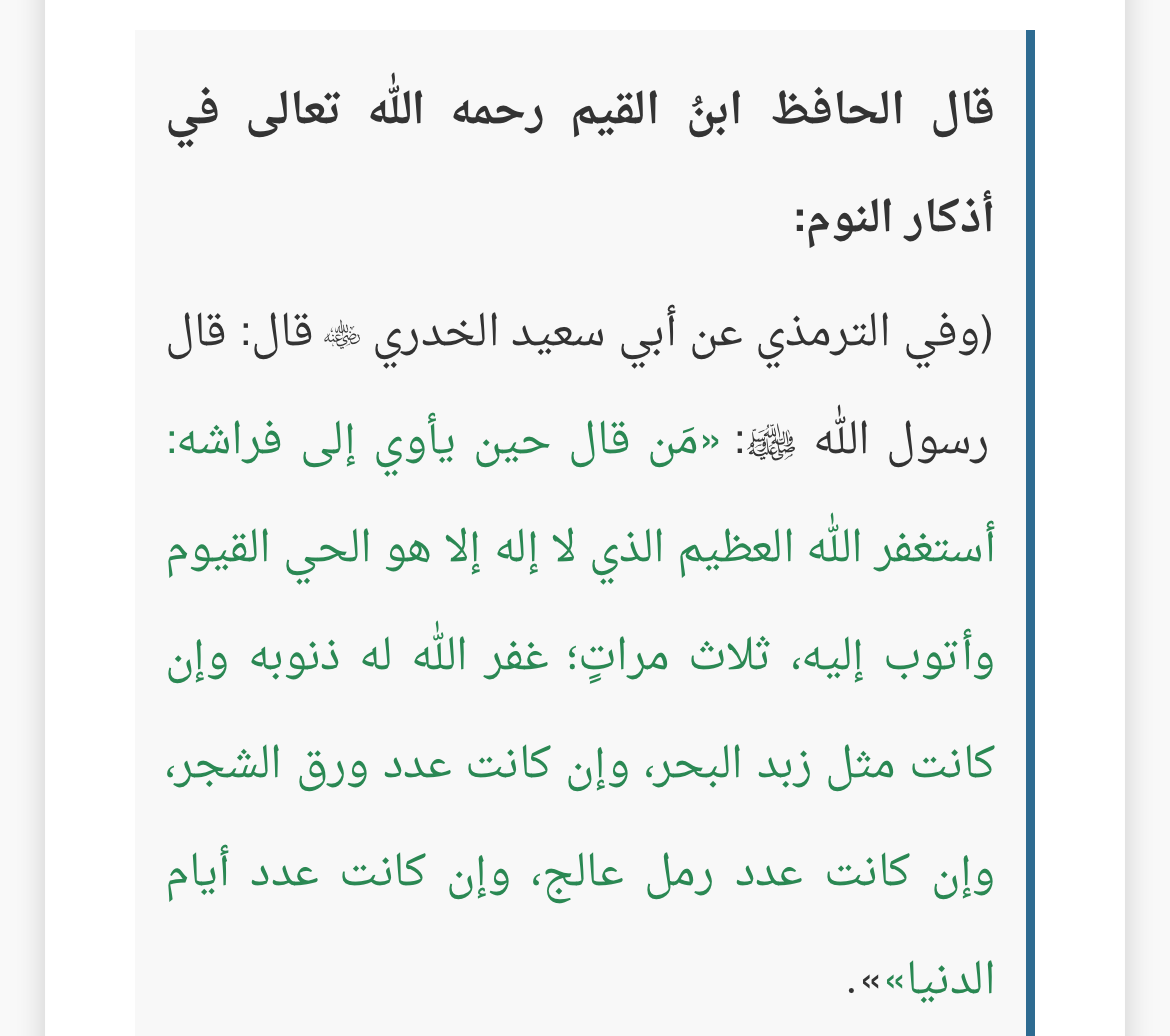 قال الحافظ ابنُ القيم رحمه الله تعالى في
أذكار النوم:
(وفي الترمذي عن أبي سعيد الخدري رضي الله عنه قال: قال
رسول الله ﷺ: «مَن قال حين يأوي إلى فراشه:
أستغفر الله العظيم الذي لا إله إلا هو الحي القيوم
وأتوب إليه، ثلاث مراتٍ؛ غفر الله له ذنوبه وإن
كانت مثل زبد البحر، وإن كانت عدد ورق الشجر،
وإن كانت عدد رمل عالج، وإن كانت عدد أيام
الدنيا»».